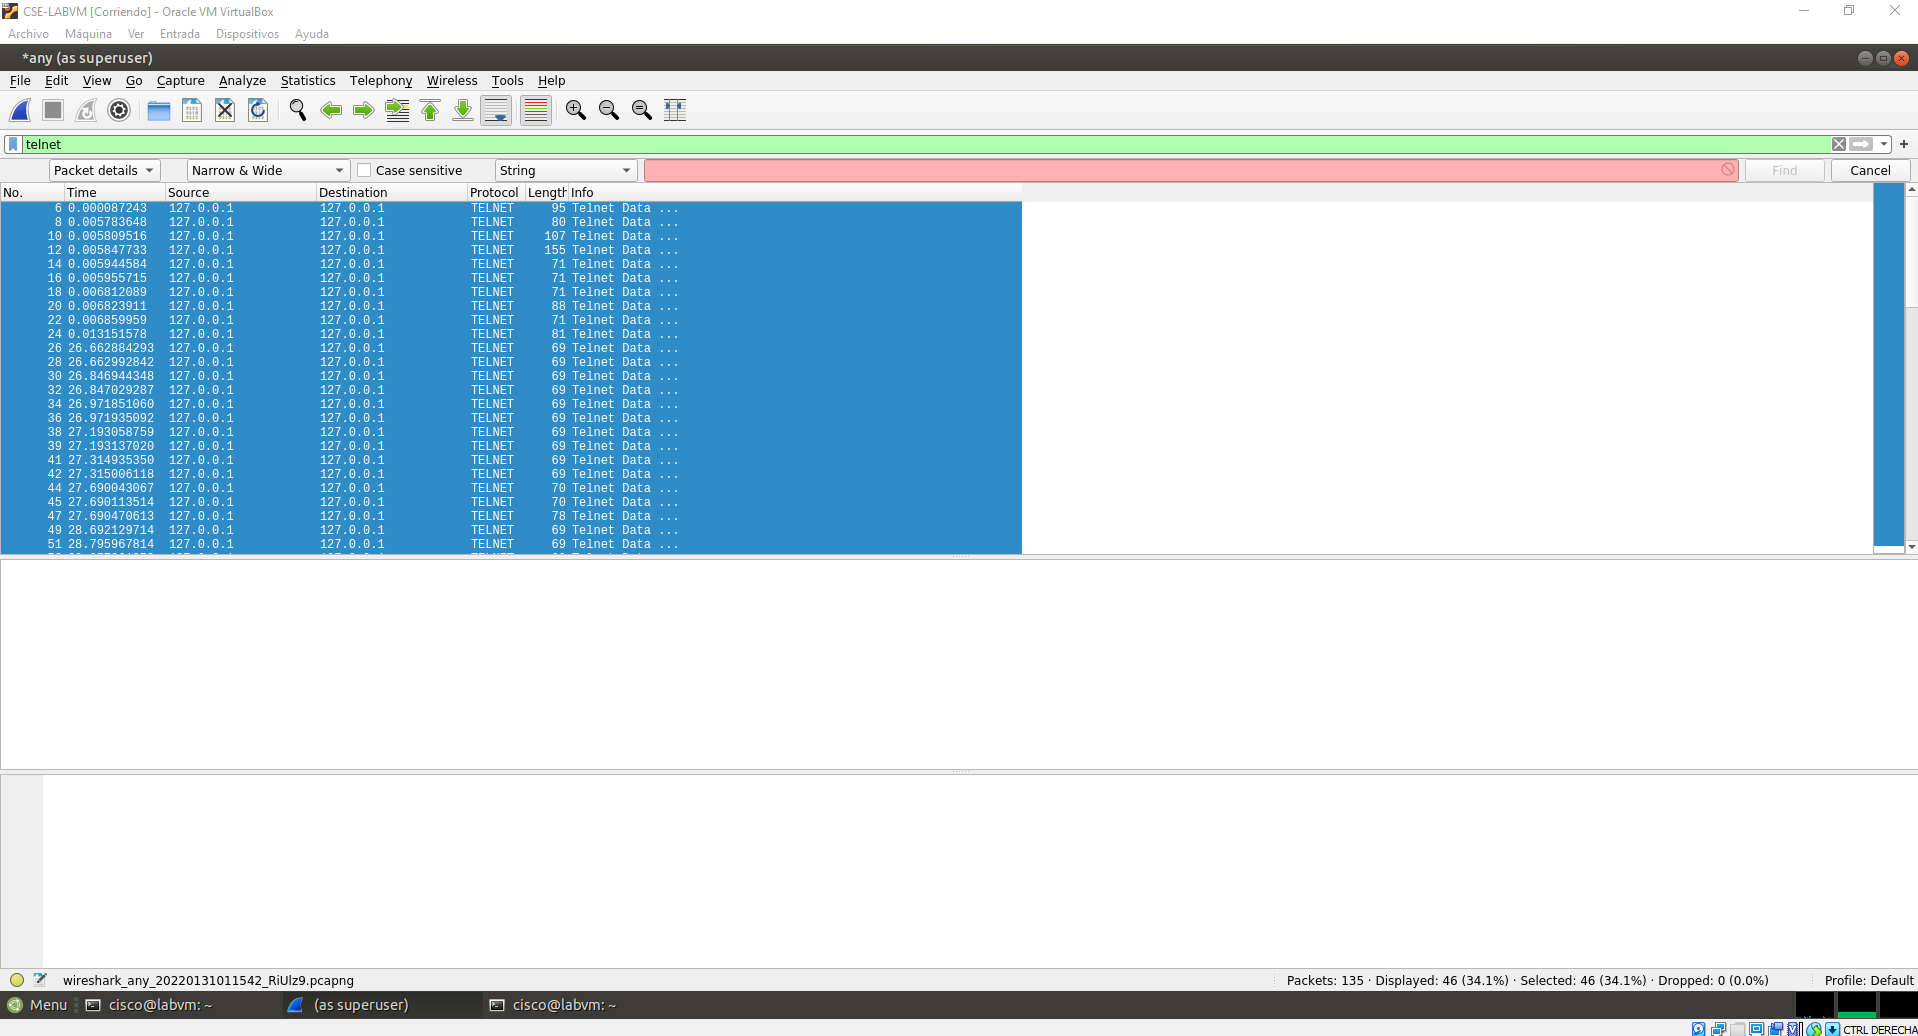 CSE-LABVM [Corriendo] - Oracle VM VirtualBox
Archivo Máquina Ver Entrada Dispositivos Ayuda
*any (as superuser)
File Edit View Go Capture Analyze Statistics Telephony Wireless Tools Help
telnet
Packet details Narrow & Wide Case sensitive String Find Cancel
No. Time Source Destination Protocol Length Info
6 0.000087243 127.0.0.1 127.0.0.1 TELNET 95 Telnet Data ...
8 0.005783648 127.0.0.1 127.0.0.1 TELNET 80 Telnet Data ...
10 0.005809516 127.0.0.1 127.0.0.1 TELNET 107 Telnet Data ...
12 0.005847733 127.0.0.1 127.0.0.1 TELNET 155 Telnet Data ...
14 0.005944584 127.0.0.1 127.0.0.1 TELNET 71 Telnet Data ...
16 0.005955715 127.0.0.1 127.0.0.1 TELNET 71 Telnet Data ...
18 0.006812089 127.0.0.1 127.0.0.1 TELNET 71 Telnet Data ...
20 0.006823911 127.0.0.1 127.0.0.1 TELNET 88 Telnet Data ...
22 0.006859959 127.0.0.1 127.0.0.1 TELNET 71 Telnet Data ...
24 0.013151578 127.0.0.1 127.0.0.1 TELNET 81 Telnet Data ...
26 26.662884293 127.0.0.1 127.0.0.1 TELNET 69 Telnet Data ...
28 26.662992842 127.0.0.1 127.0.0.1 TELNET 69 Telnet Data ...
30 26.846944348 127.0.0.1 127.0.0.1 TELNET 69 Telnet Data ...
32 26.847029287 127.0.0.1 127.0.0.1 TELNET 69 Telnet Data ...
34 26.971851060 127.0.0.1 127.0.0.1 TELNET 69 Telnet Data ...
36 26.971935092 127.0.0.1 127.0.0.1 TELNET 69 Telnet Data ...
38 27.193058759 127.0.0.1 127.0.0.1 TELNET 69 Telnet Data ...
39 27.193137020 127.0.0.1 127.0.0.1 TELNET 69 Telnet Data ...
41 27.314935350 127.0.0.1 127.0.0.1 TELNET 69 Telnet Data ...
42 27.315006118 127.0.0.1 127.0.0.1 TELNET 69 Telnet Data ...
44 27.690043067 127.0.0.1 127.0.0.1 TELNET 70 Telnet Data ...
45 27.690113514 127.0.0.1 127.0.0.1 TELNET 70 Telnet Data ...
47 27.690470613 127.0.0.1 127.0.0.1 TELNET 78 Telnet Data ...
49 28.692129714 127.0.0.1 127.0.0.1 TELNET 69 Telnet Data ...
51 28.795967814 127.0.0.1 127.0.0.1 TELNET 69 Telnet Data ...
wireshark_any_20220131011542_RiUlz9.pcapng Packets: 135 · Displayed: 46 (34.1%) · Selected: 46 (34.1%) · Dropped: 0 (0.0%) Profile: Default
Menu cisco@labvm: ~ (as superuser) cisco@labvm: ~
CTRL DERECHA